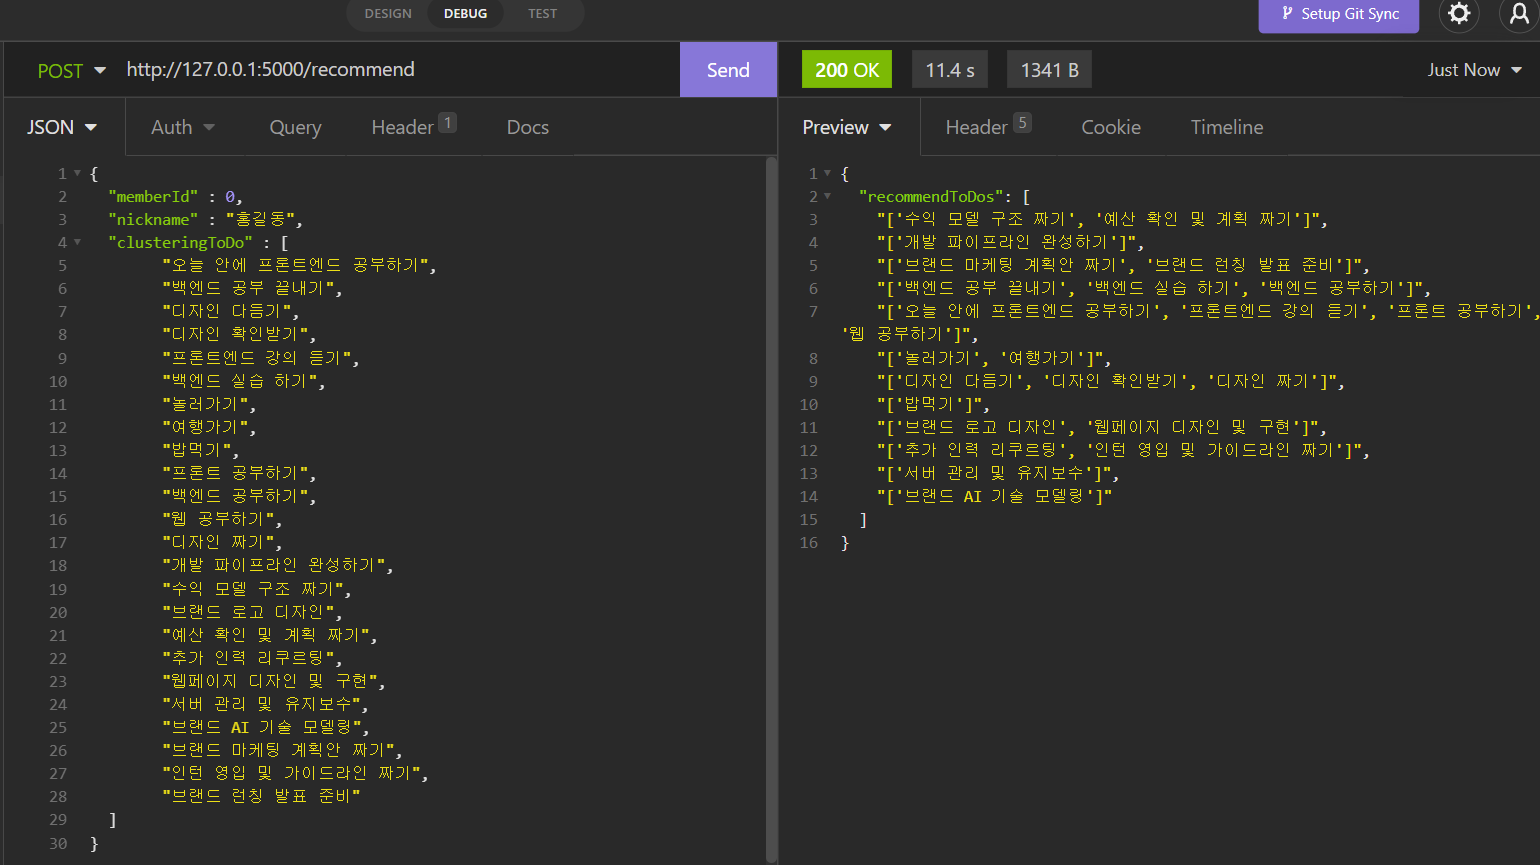 DESIGN DEBUG TEST Setup Git Sync
POST http://127.0.0.1:5000/recommend Send 200 OK 11.4 s 1341 B Just Now
JSON Auth Query Header 1 Docs Preview Header 5 Cookie Timeline
1 {
2 "memberId" : 0,
3 "nickname" : "홍길동",
4 "clusteringToDo" : [
5 "오늘 안에 프론트엔드 공부하기",
6 "백엔드 공부 끝내기",
7 "디자인 다듬기",
8 "디자인 확인받기",
9 "프론트엔드 강의 듣기",
10 "백엔드 실습 하기",
11 "놀러가기",
12 "여행가기",
13 "밥먹기",
14 "프론트 공부하기",
15 "백엔드 공부하기",
16 "웹 공부하기",
17 "디자인 짜기",
18 "개발 파이프라인 완성하기",
19 "수익 모델 구조 짜기",
20 "브랜드 로고 디자인",
21 "예산 확인 및 계획 짜기",
22 "추가 인력 리쿠르팅",
23 "웹페이지 디자인 및 구현",
24 "서버 관리 및 유지보수",
25 "브랜드 AI 기술 모델링",
26 "브랜드 마케팅 계획안 짜기",
27 "인턴 영입 및 가이드라인 짜기",
28 "브랜드 런칭 발표 준비"
29 ]
30 }
1 {
2 "recommendToDos": [
3 "['수익 모델 구조 짜기', '예산 확인 및 계획 짜기']",
4 "['개발 파이프라인 완성하기']",
5 "['브랜드 마케팅 계획안 짜기', '브랜드 런칭 발표 준비']",
6 "['백엔드 공부 끝내기', '백엔드 실습 하기', '백엔드 공부하기']",
7 "['오늘 안에 프론트엔드 공부하기', '프론트엔드 강의 듣기', '프론트 공부하기',
'웹 공부하기']",
8 "['놀러가기', '여행가기']",
9 "['디자인 다듬기', '디자인 확인받기', '디자인 짜기']",
10 "['밥먹기']",
11 "['브랜드 로고 디자인', '웹페이지 디자인 및 구현']",
12 "['추가 인력 리쿠르팅', '인턴 영입 및 가이드라인 짜기']",
13 "['서버 관리 및 유지보수']",
14 "['브랜드 AI 기술 모델링']"
15 ]
16 }